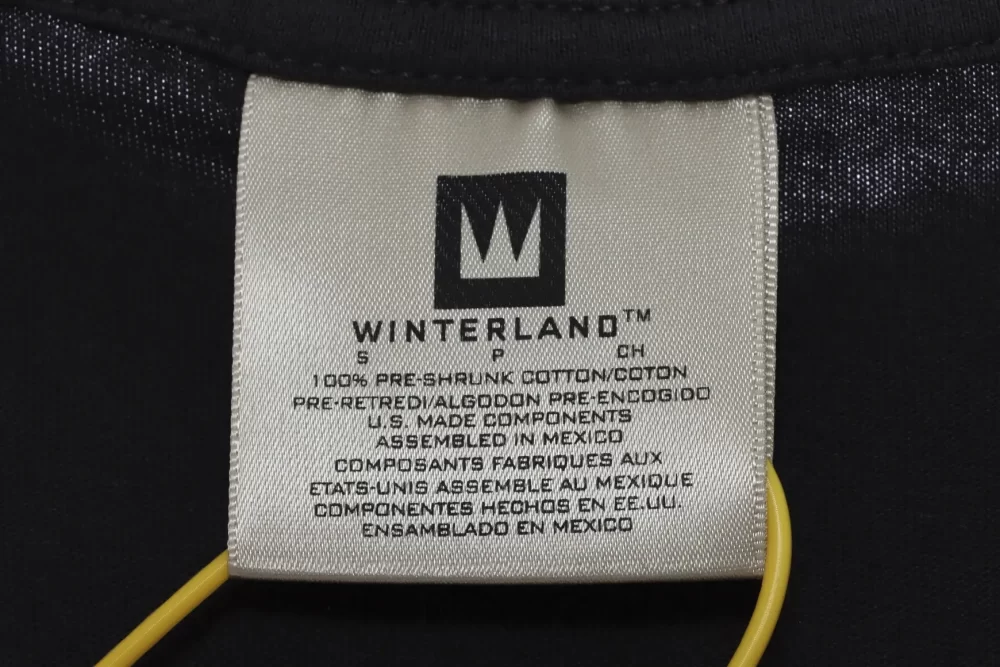 WINTERLAND™
S P CH
100% PRE-SHRUNK COTTON/COTON
PRE-RETREDI/ALGODON PRE-ENCOGIDO
U.S. MADE COMPONENTS
ASSEMBLED IN MEXICO
COMPOSANTS FABRIQUES AUX
ETATS-UNIS ASSEMBLE AU MEXIQUE
COMPONENTES HECHOS EN EE.UU.
ENSAMBLADO EN MEXICO